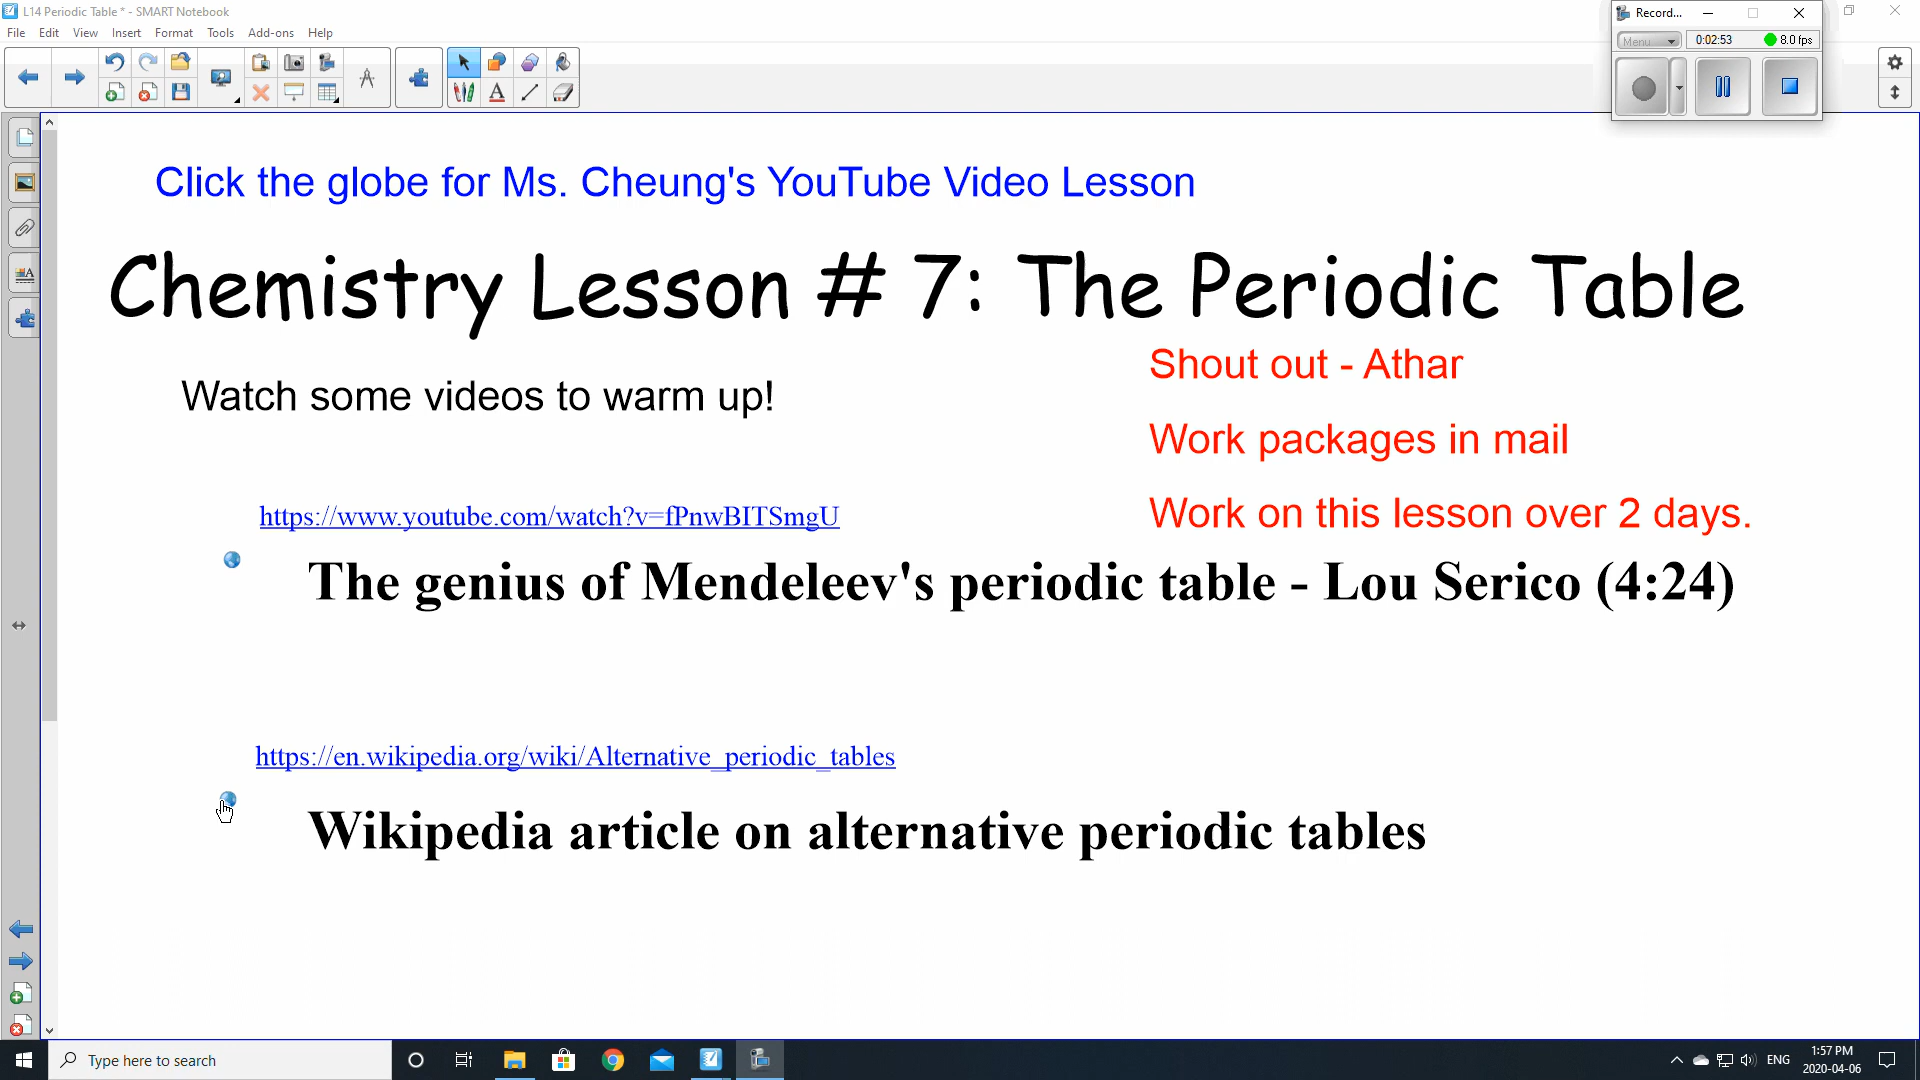 L14 Periodic Table * - SMART Notebook
Record...
File Edit View Insert Format Tools Add-ons Help
Menu 0:02:53 8.0 fps
Click the globe for Ms. Cheung's YouTube Video Lesson
Chemistry Lesson # 7: The Periodic Table
Shout out - Athar
Watch some videos to warm up!
Work packages in mail
https://www.youtube.com/watch?v=fPnwBITSmgU
Work on this lesson over 2 days.
The genius of Mendeleev's periodic table - Lou Serico (4:24)
https://en.wikipedia.org/wiki/Alternative_periodic_tables
Wikipedia article on alternative periodic tables
Type here to search
ENG
1:57 PM
2020-04-06